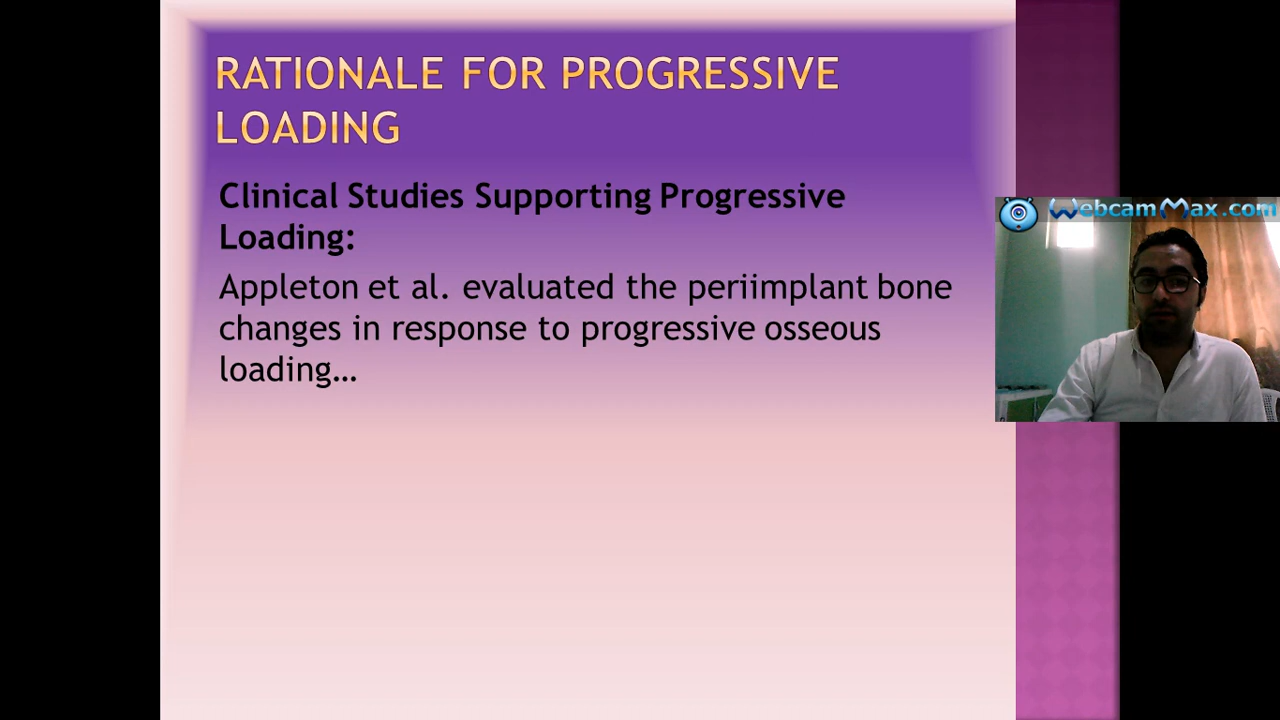 RATIONALE FOR PROGRESSIVE
LOADING
Clinical Studies Supporting Progressive
Loading:
Appleton et al. evaluated the periimplant bone
changes in response to progressive osseous
loading…
WebcamMax.com